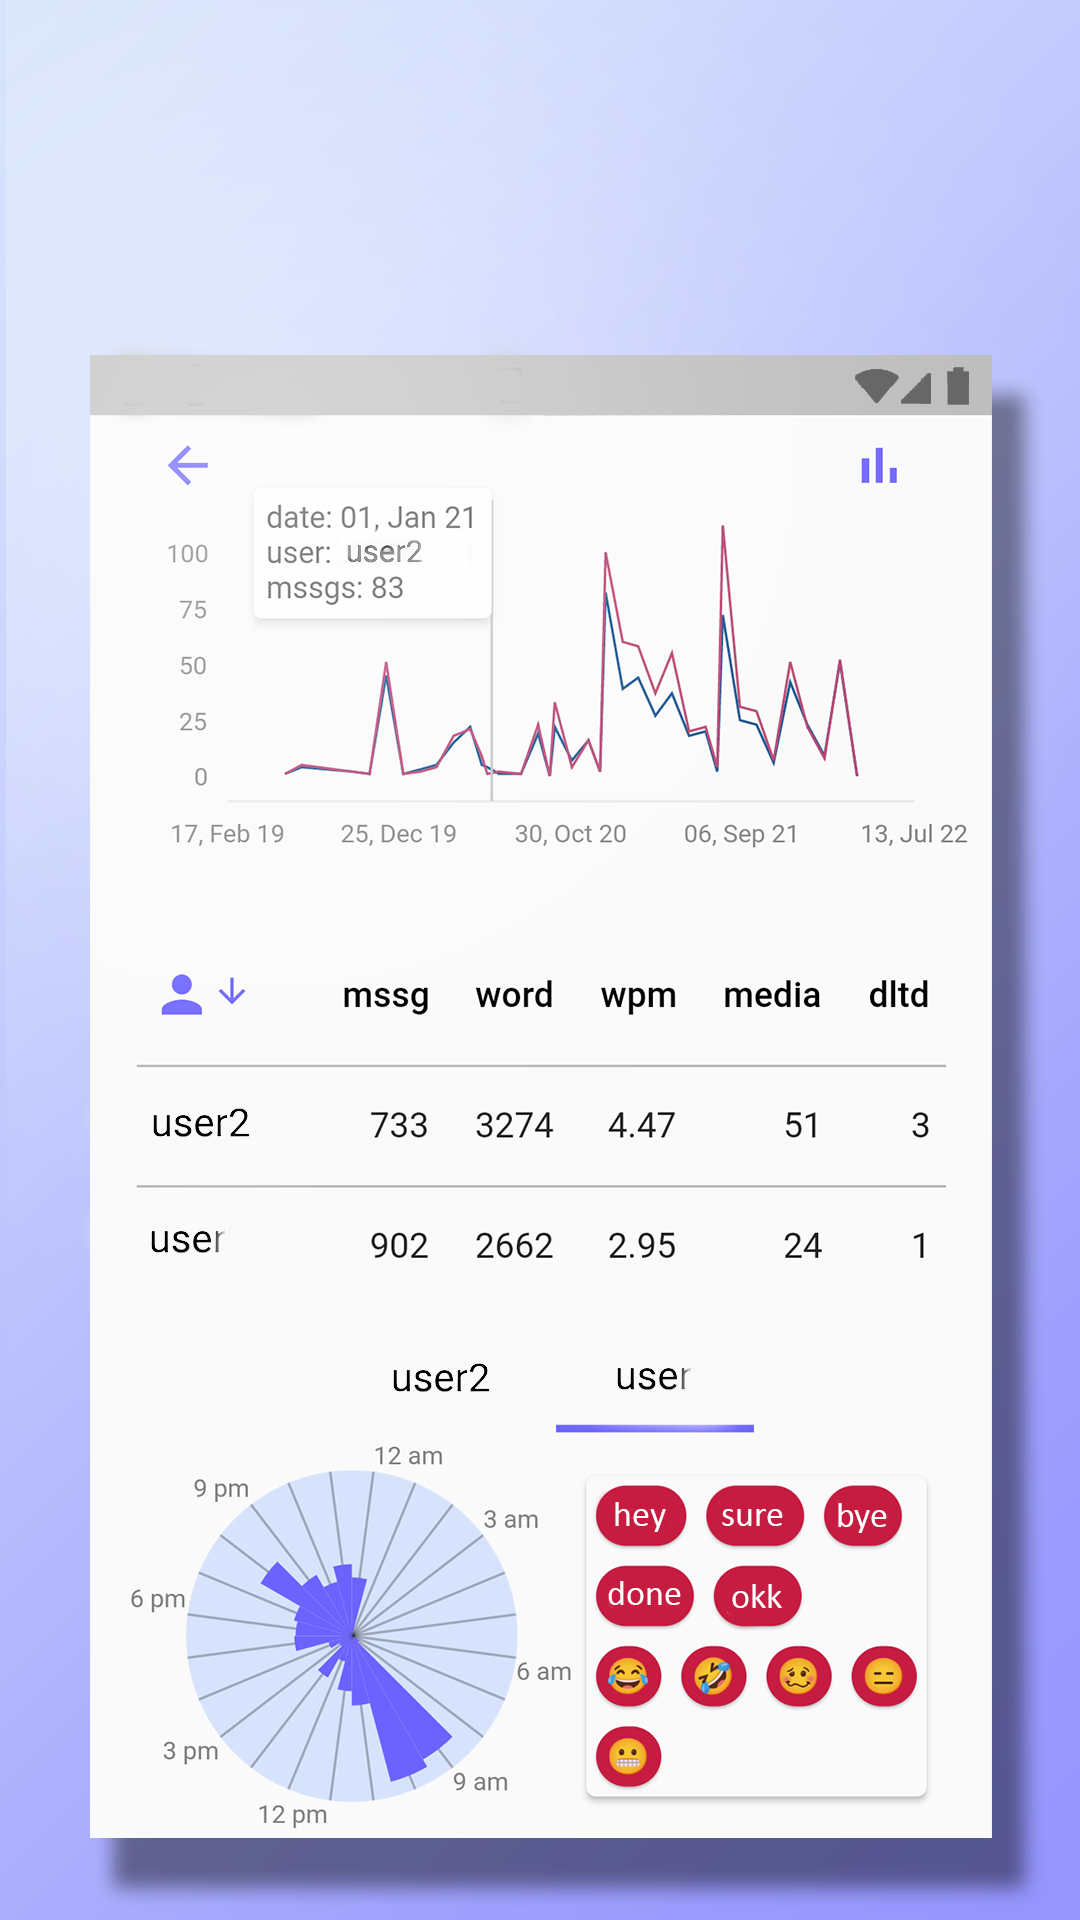 date: 01, Jan 21
user: user2
mssgs: 83
100
75
50
25
0
17, Feb 19 25, Dec 19 30, Oct 20 06, Sep 21 13, Jul 22
mssg word wpm media dltd
user2 733 3274 4.47 51 3
user 902 2662 2.95 24 1
user2 user
12 am
9 pm
3 am
6 pm
6 am
3 pm
9 am
12 pm
hey sure bye
done okk